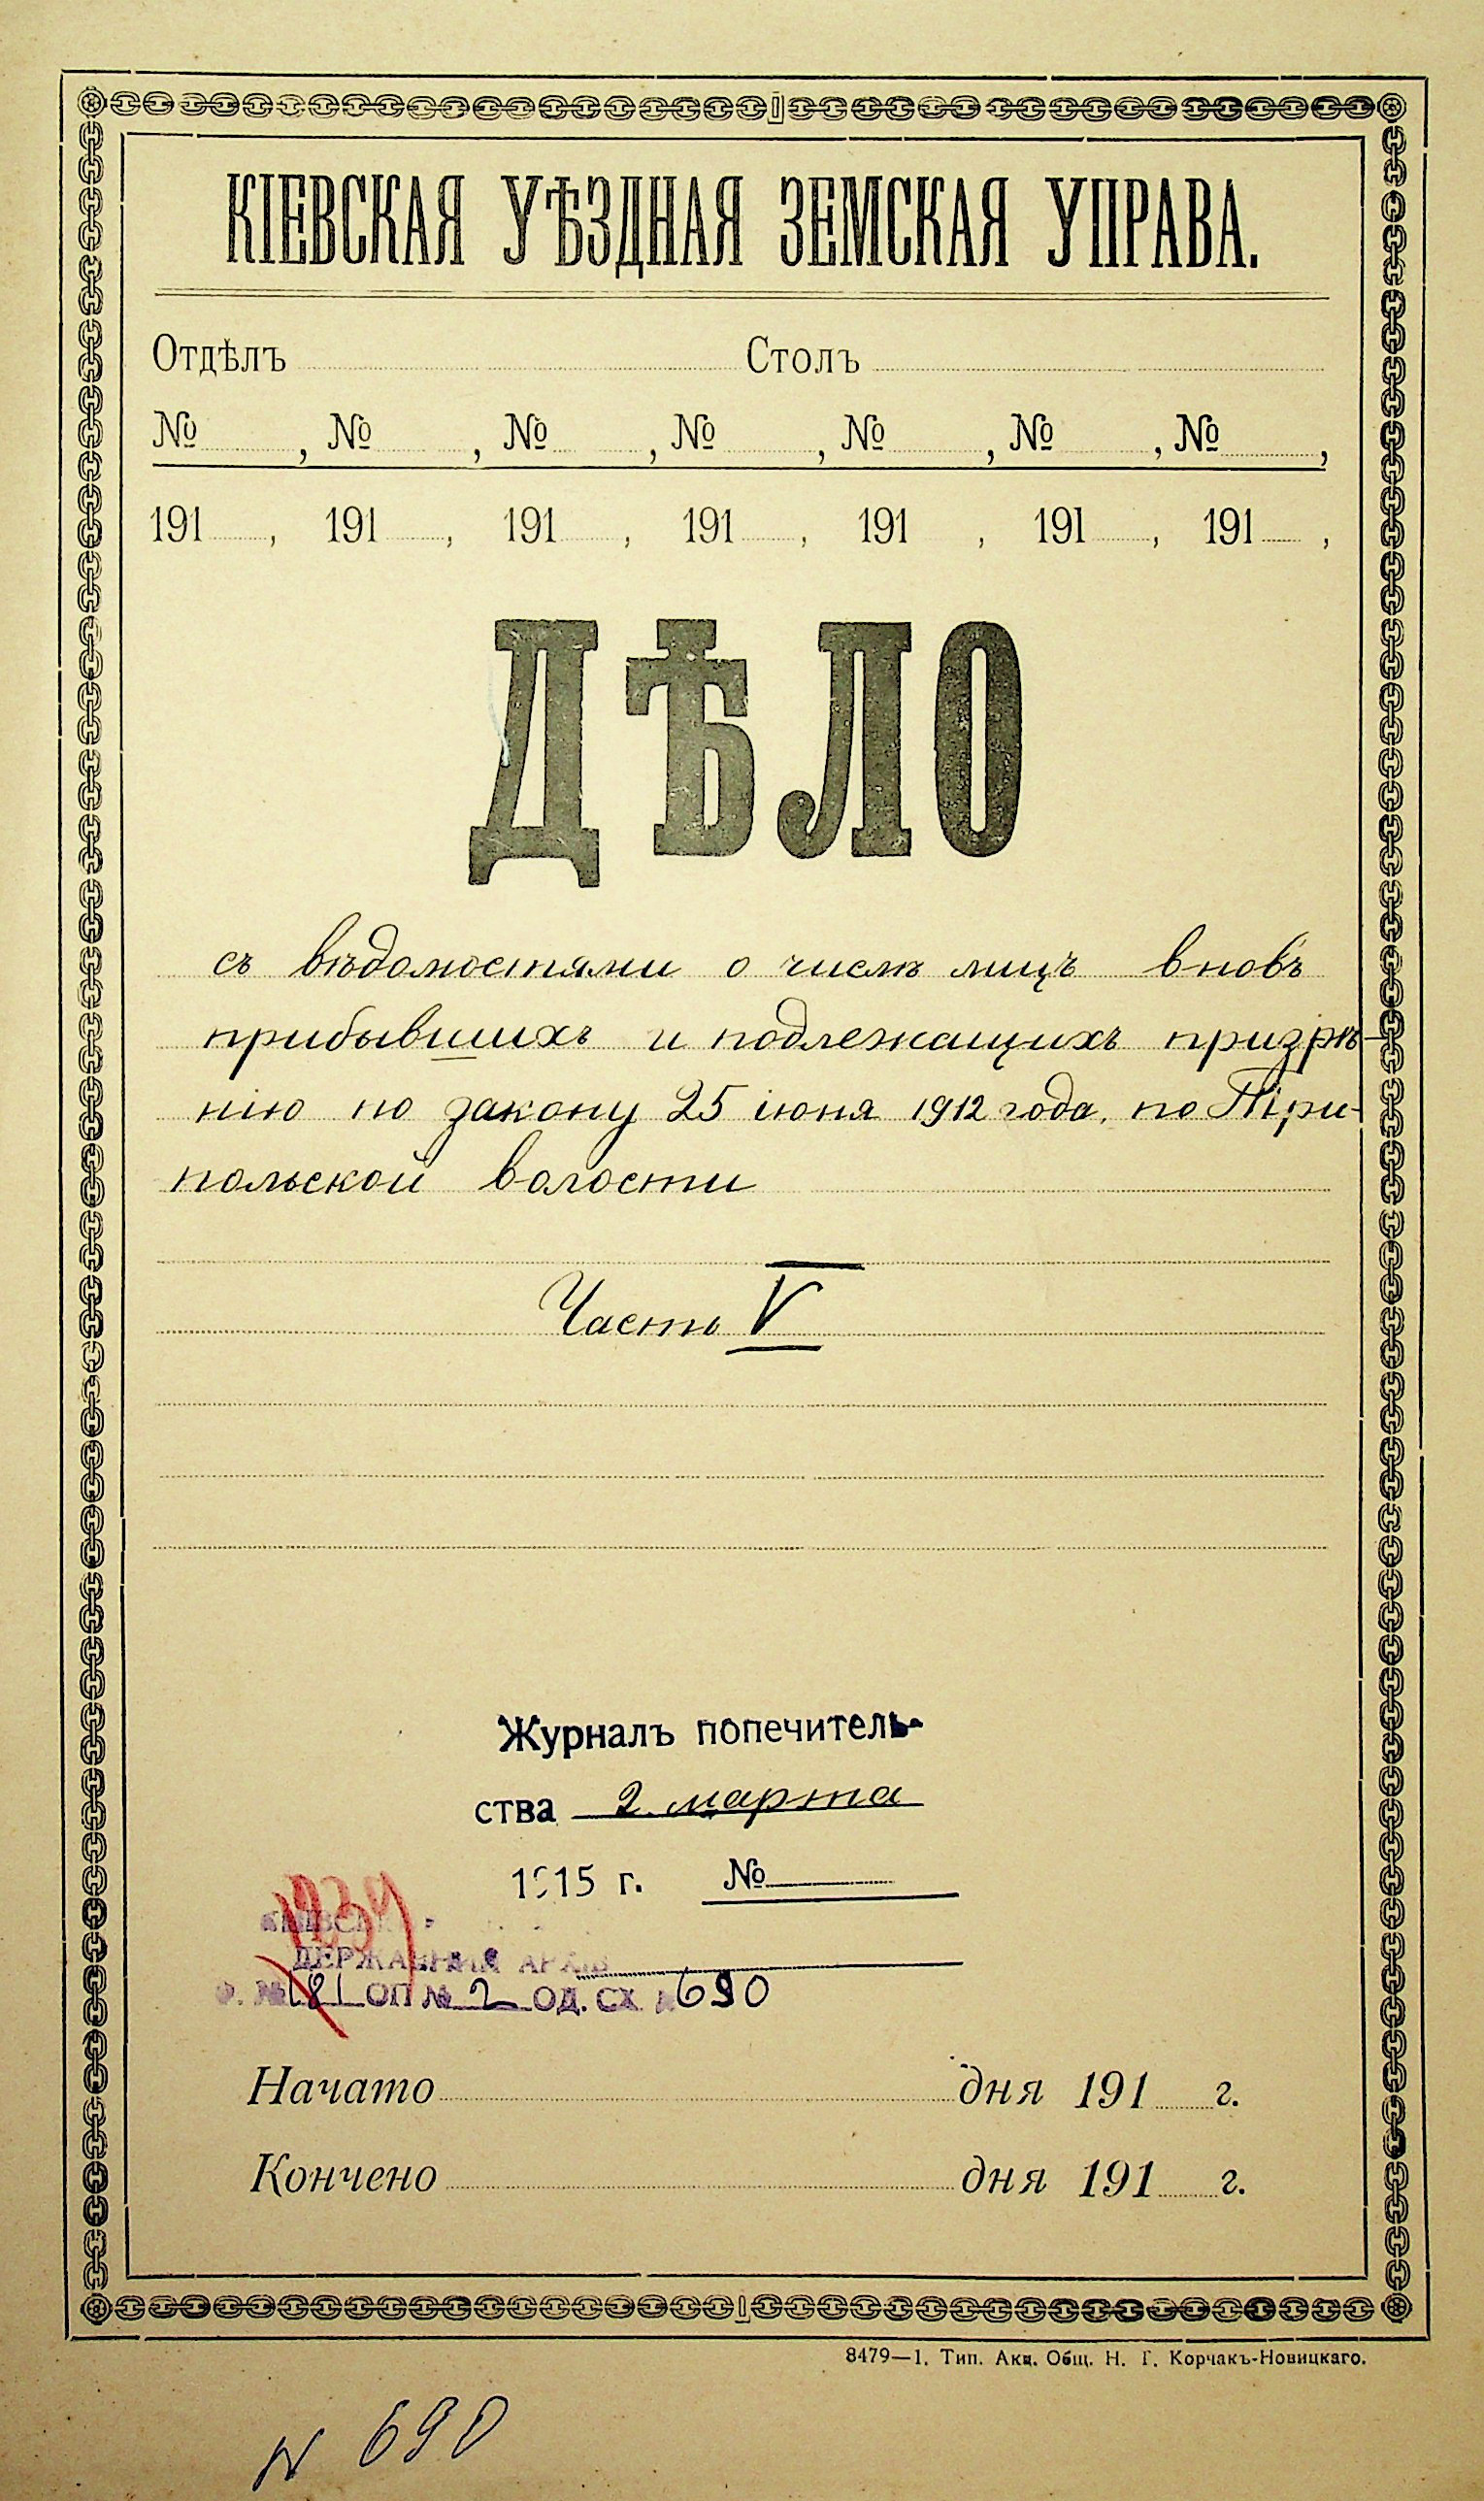 КІЕВСКАЯ УѢЗДНАЯ ЗЕМСКАЯ УПРАВА.
Отдѣлъ Столъ
№ , № , № , № , № , № , № ,
191 , 191 , 191 , 191 , 191 , 191 , 191 ,
ДѢЛО
съ вѣдомостями о числѣ лицъ вновь
прибывшихъ и подлежащихъ призрѣ-
нію по закону 25 іюня 1912 года, по Три-
польской волости
Часть V
Журналъ попечитель-
ства 2 марта
1915 г. №
1939
ДЕРЖАВНИЙ АРХІВ
Ф. № 181 ОП № 2 ОД. СХ. № 690
Начато дня 191 г.
Кончено дня 191 г.
8479—1. Тип. Акц. Общ. Н. Т. Корчакъ-Новицкаго.
N 690